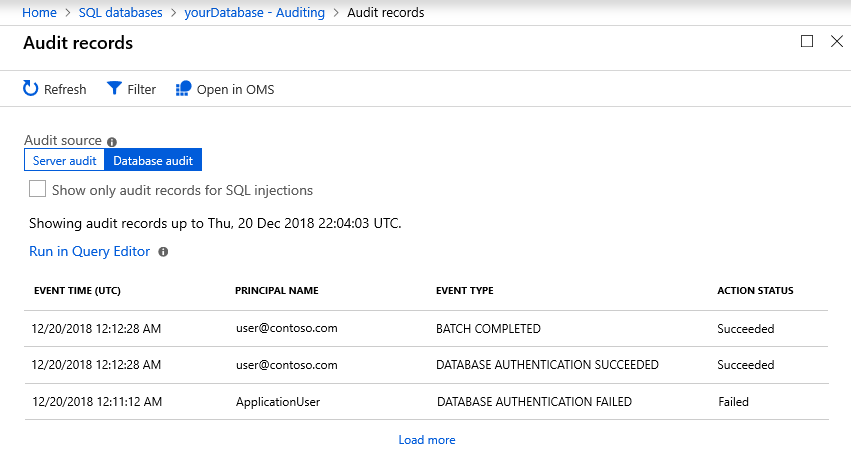 Home > SQL databases > yourDatabase - Auditing > Audit records
Audit records
Refresh Filter Open in OMS
Audit source
Server audit Database audit
Show only audit records for SQL injections
Showing audit records up to Thu, 20 Dec 2018 22:04:03 UTC.
Run in Query Editor
EVENT TIME (UTC) PRINCIPAL NAME EVENT TYPE ACTION STATUS
12/20/2018 12:12:28 AM user@contoso.com BATCH COMPLETED Succeeded
12/20/2018 12:12:28 AM user@contoso.com DATABASE AUTHENTICATION SUCCEEDED Succeeded
12/20/2018 12:11:12 AM ApplicationUser DATABASE AUTHENTICATION FAILED Failed
Load more